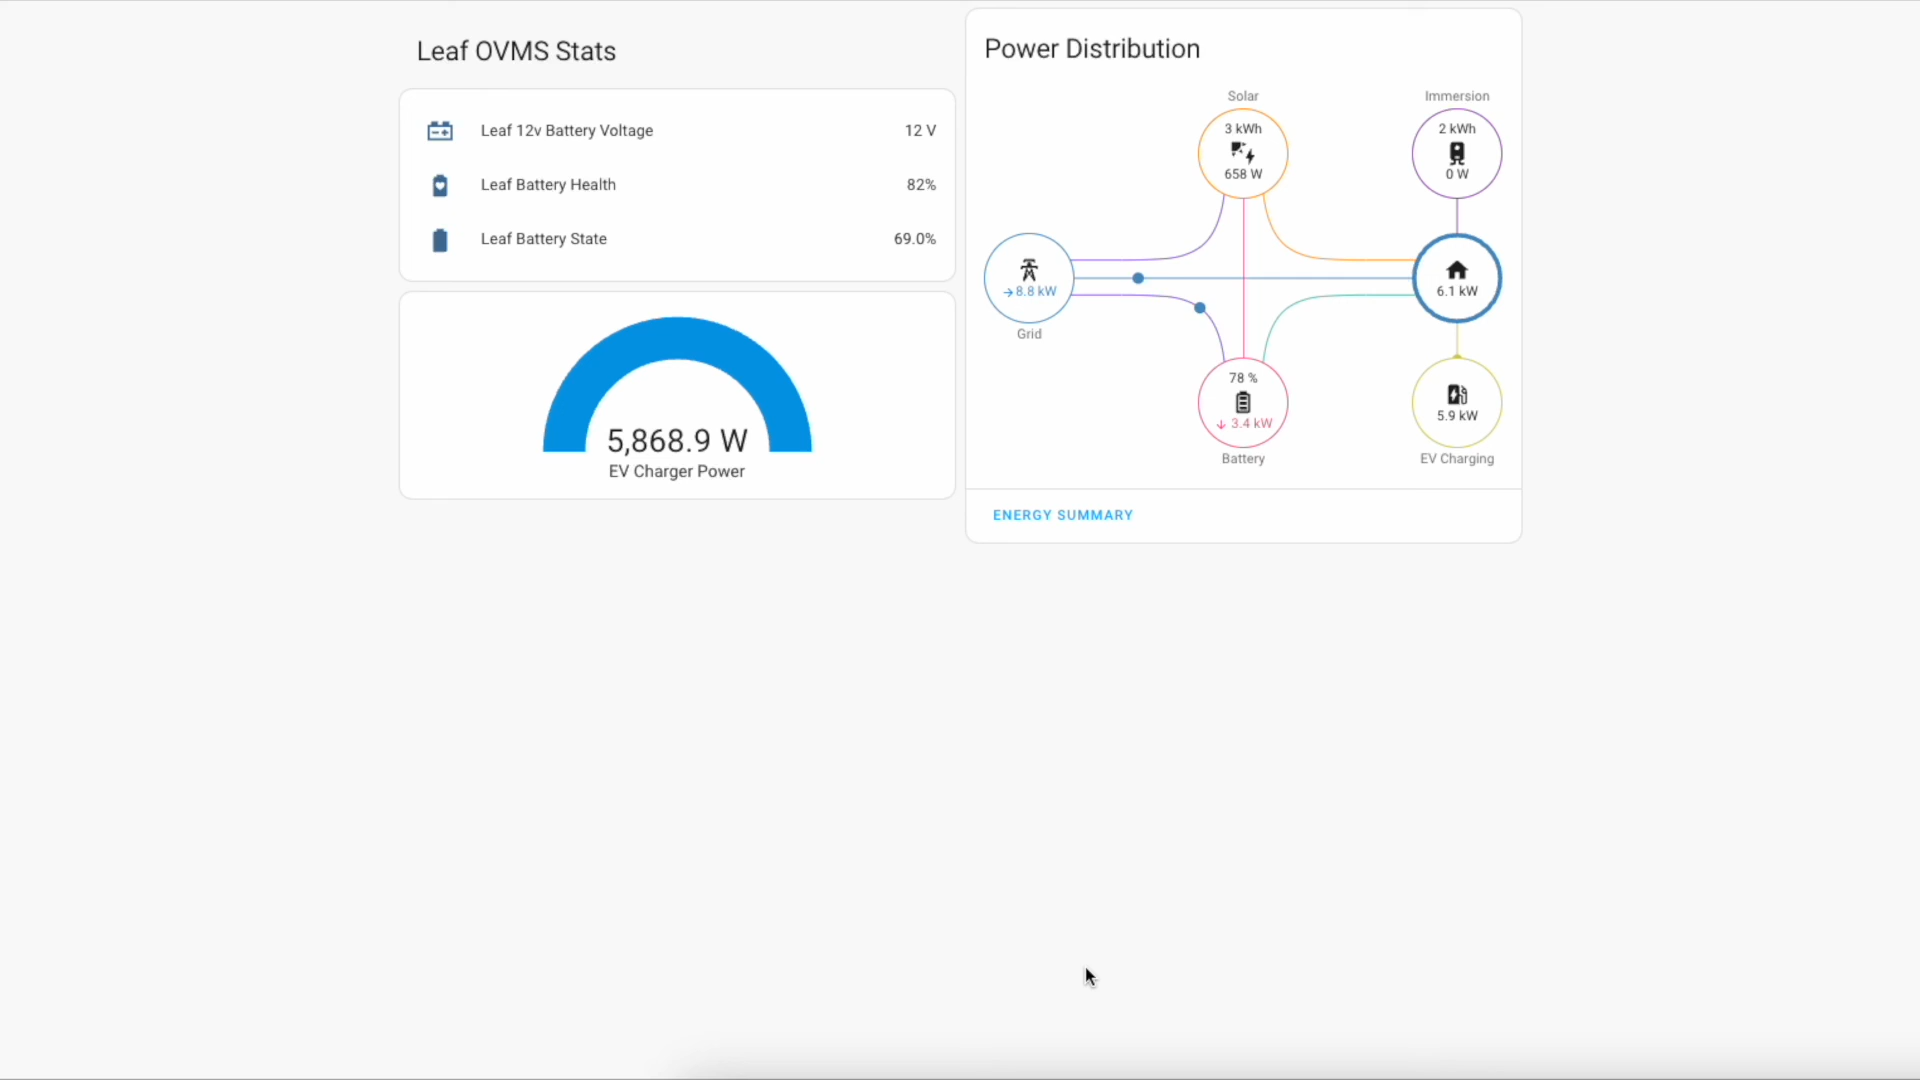 Leaf OVMS Stats
Leaf 12v Battery Voltage 12 V
Leaf Battery Health 82%
Leaf Battery State 69.0%
5,868.9 W
EV Charger Power
Power Distribution
Solar
3 kWh
658 W
Immersion
2 kWh
0 W
→8.8 kW
Grid
6.1 kW
78 %
↓ 3.4 kW
Battery
5.9 kW
EV Charging
ENERGY SUMMARY